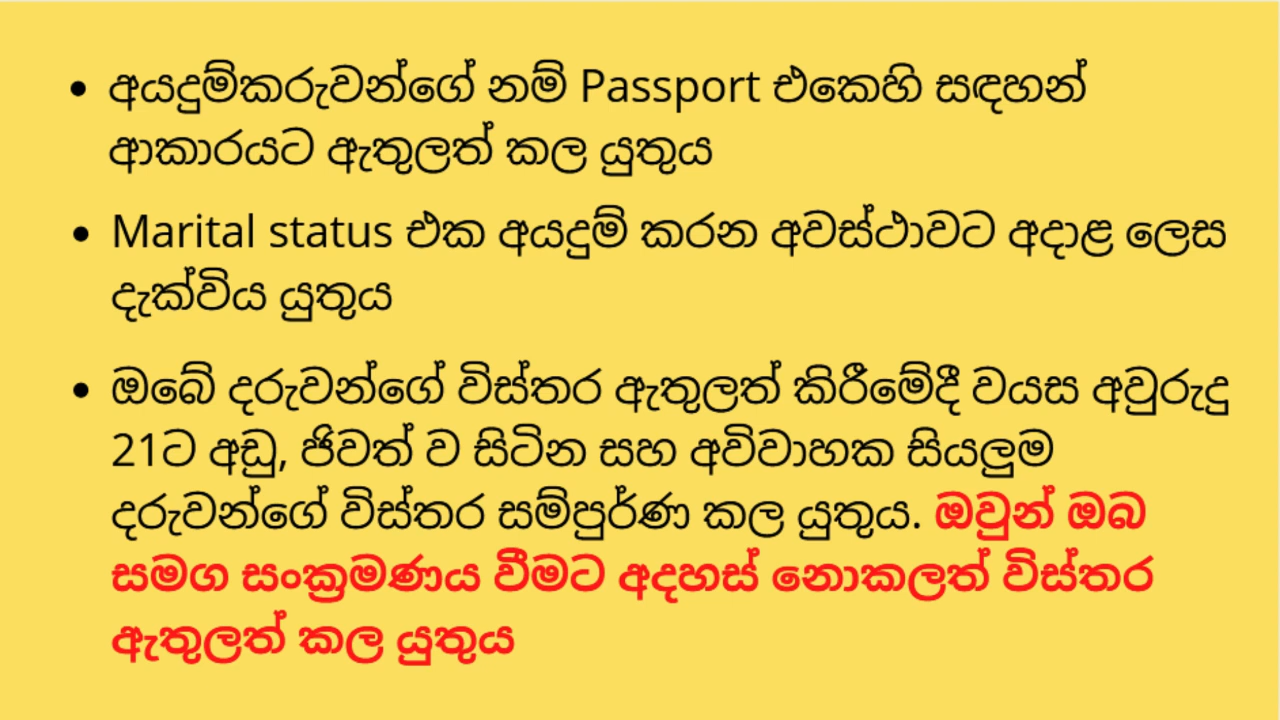 • අයදුම්කරුවන්ගේ නම් Passport එකෙහි සඳහන්
ආකාරයට ඇතුලත් කල යුතුය
• Marital status එක අයදුම් කරන අවස්ථාවට අදාළ ලෙස
දැක්විය යුතුය
• ඔබේ දරුවන්ගේ විස්තර ඇතුලත් කිරීමේදී වයස අවුරුදු
21ට අඩු, ජිවත් ව සිටින සහ අවිවාහක සියලුම
දරුවන්ගේ විස්තර සම්පුර්ණ කල යුතුය. ඔවුන් ඔබ
සමග සංක්‍රමණය වීමට අදහස් නොකලත් විස්තර
ඇතුලත් කල යුතුය